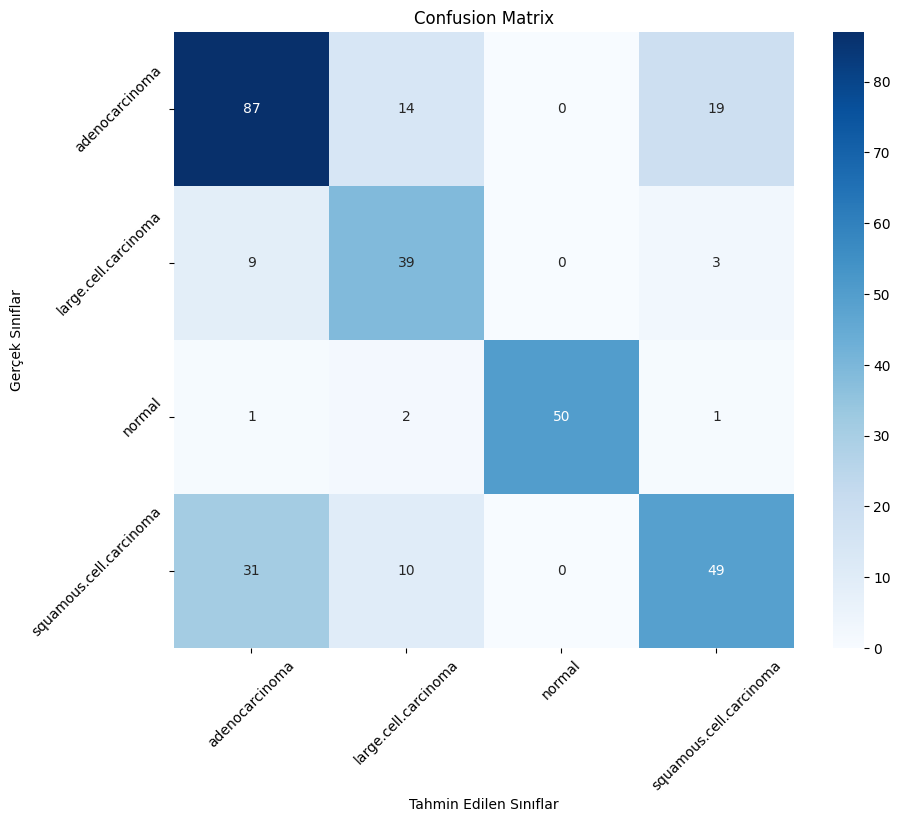 Confusion Matrix
Gerçek Sınıflar
adenocarcinoma
87 14 0 19
large.cell.carcinoma
9 39 0 3
normal
1 2 50 1
squamous.cell.carcinoma
31 10 0 49
adenocarcinoma
large.cell.carcinoma
normal
squamous.cell.carcinoma
Tahmin Edilen Sınıflar
80
70
60
50
40
30
20
10
0